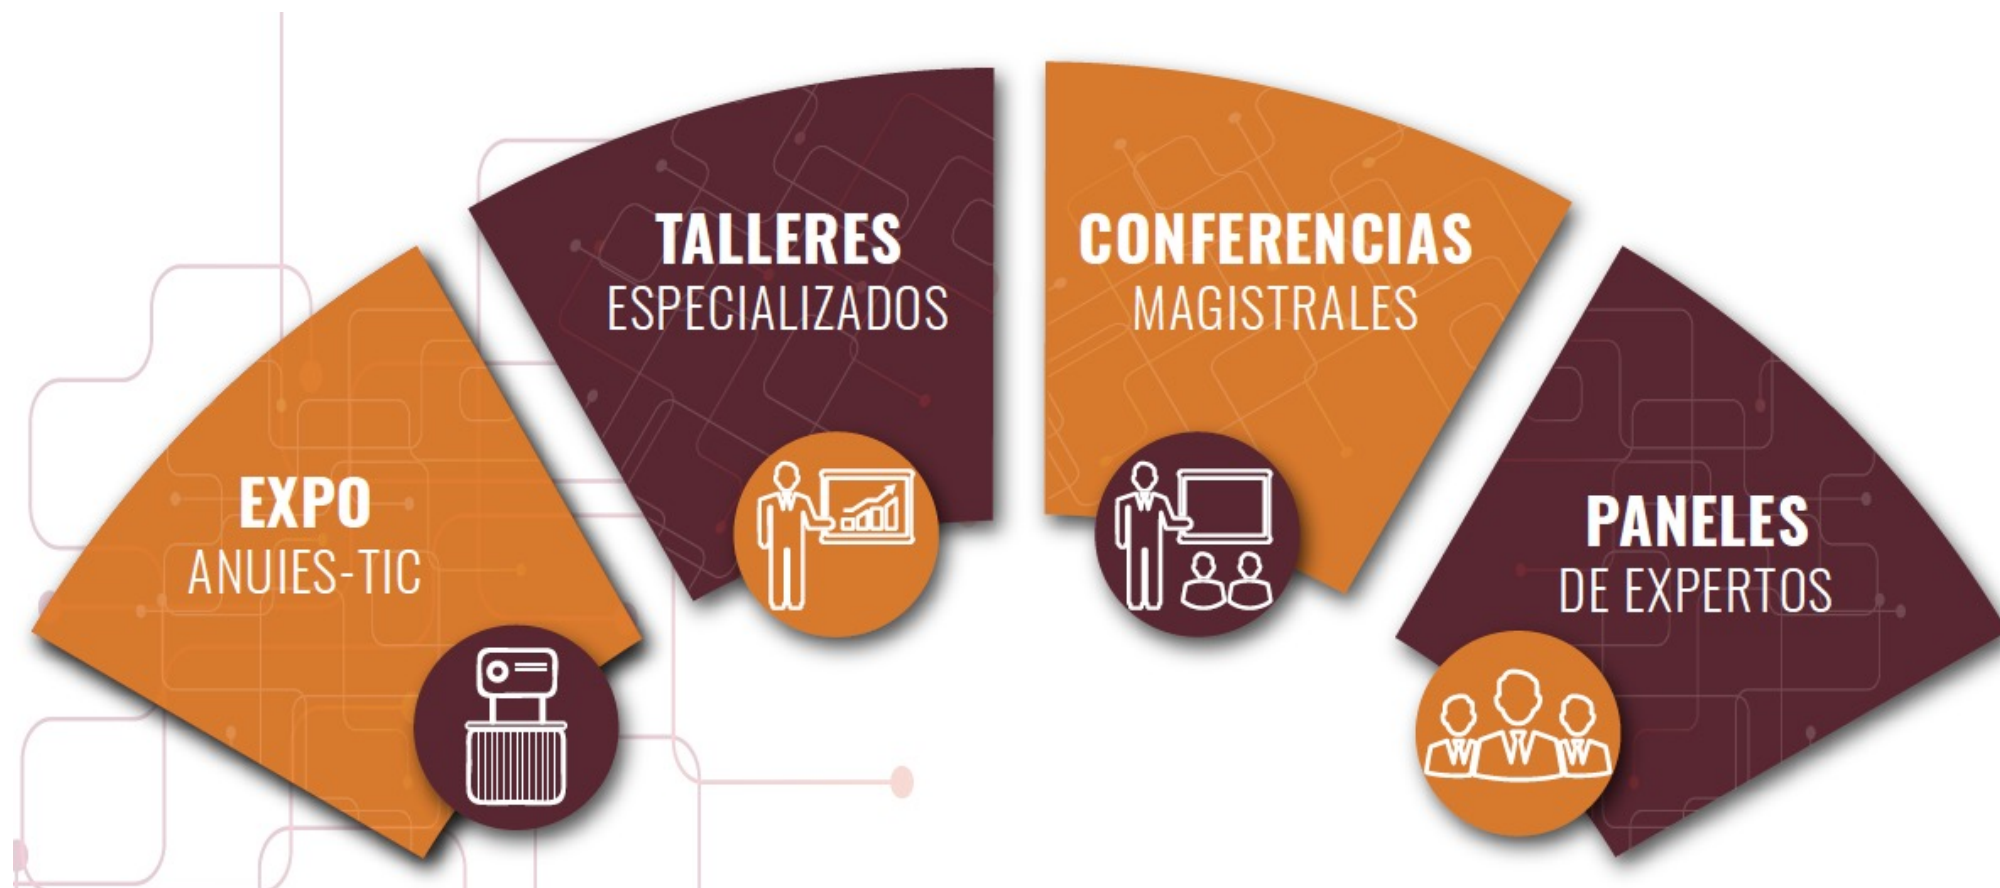 EXPO
ANUIES-TIC
TALLERES
ESPECIALIZADOS
CONFERENCIAS
MAGISTRALES
PANELES
DE EXPERTOS